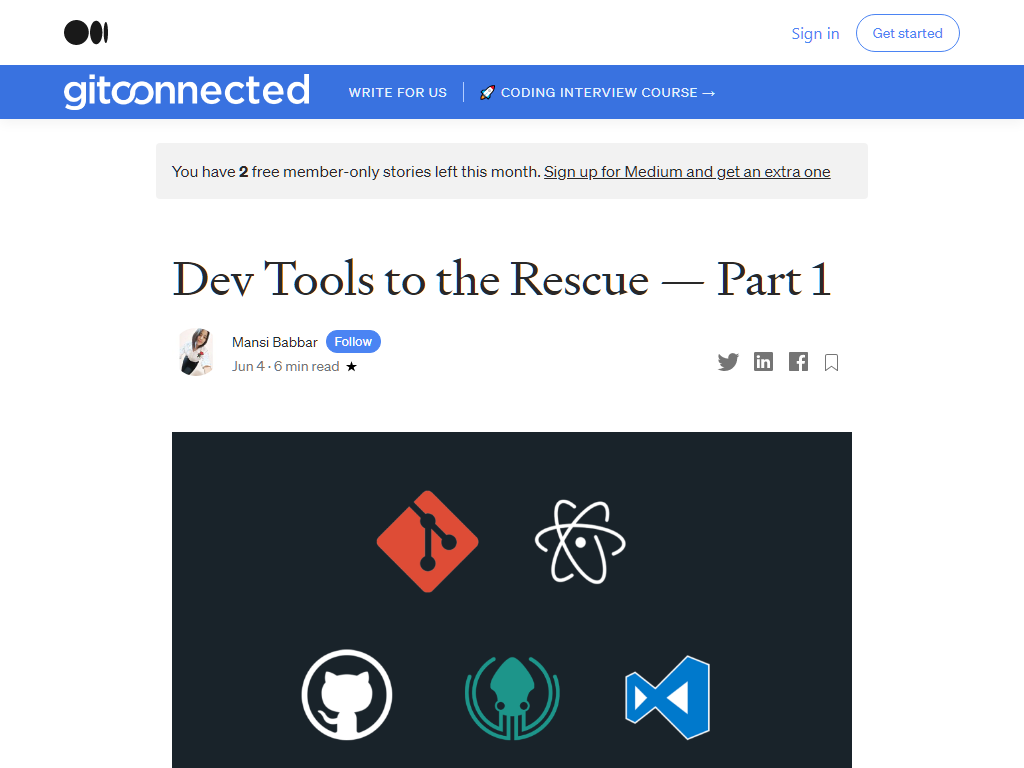 Sign in
Get started
gitconnected
WRITE FOR US
🚀 CODING INTERVIEW COURSE →
You have 2 free member-only stories left this month. Sign up for Medium and get an extra one
Dev Tools to the Rescue — Part 1
Mansi Babbar
Follow
Jun 4 · 6 min read ★
in
f